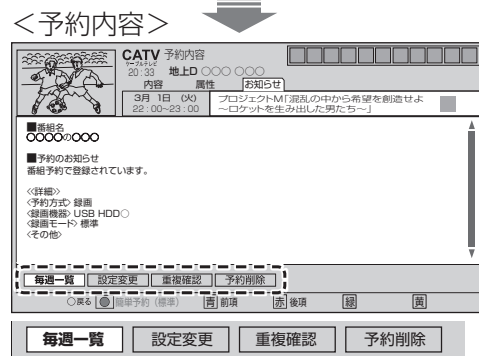 ＜予約内容＞
CATV 予約内容
ケーブルテレビ
20:33 地上D ○○○ ○○○
内容 属性 お知らせ
3月 1日 (火)
22:00~23:00
プロジェクトM「混乱の中から希望を創造せよ
～ロケットを生み出した男たち～」
■番組名
○○○○の○○○
■予約のお知らせ
番組予約で登録されています。
《詳細》
〈予約方式〉録画
〈録画機器〉USB HDD○
〈録画モード〉標準
〈その他〉
毎週一覧 設定変更 重複確認 予約削除
○戻る 簡単予約（標準） 青 前項 赤 後項 緑 黄
毎週一覧 設定変更 重複確認 予約削除